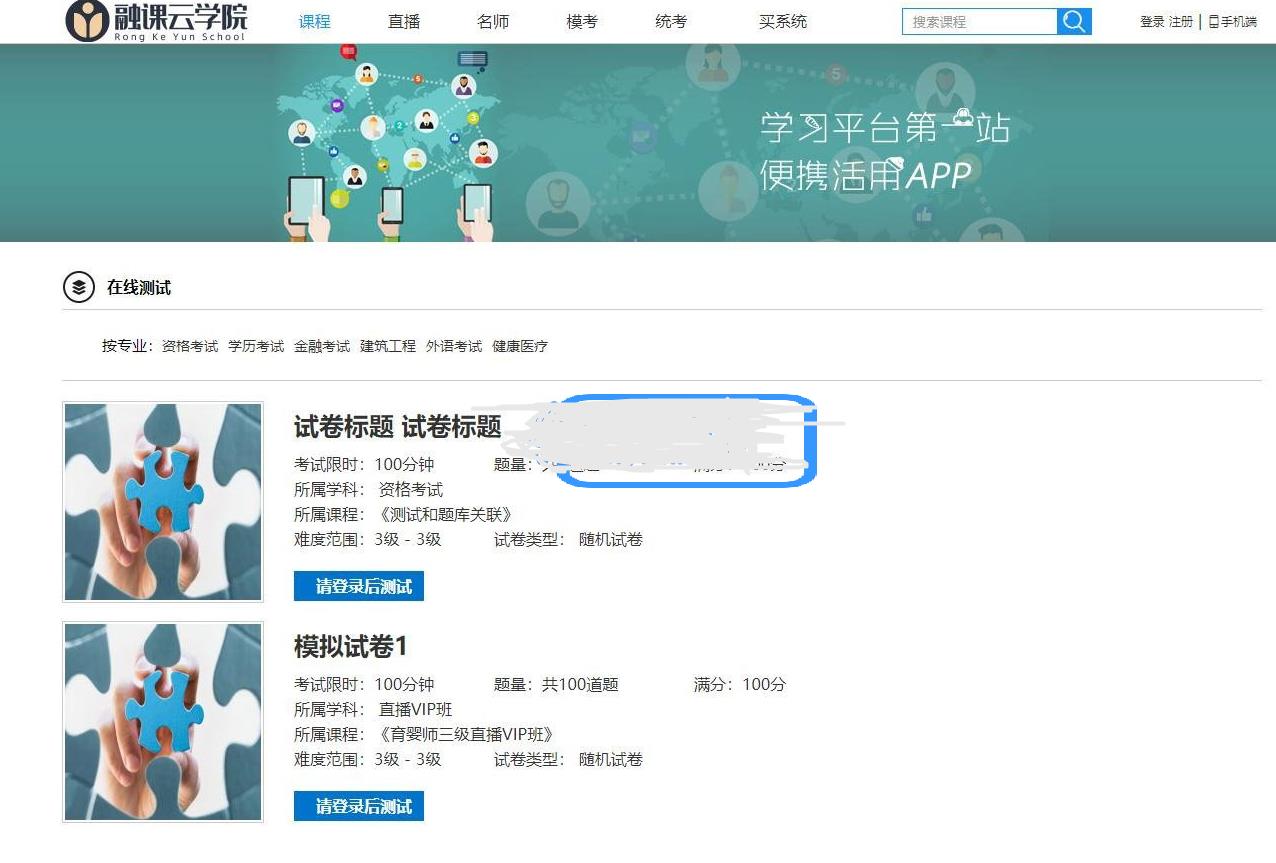 融课云学院
Rong Ke Yun School
课程 直播 名师 模考 统考 买系统 搜索课程 登录 注册 | 手机端
5
2
3
5
学习平台第一站
便携活用APP
在线测试
按专业：资格考试 学历考试 金融考试 建筑工程 外语考试 健康医疗
试卷标题 试卷标题
考试限时：100分钟 题量：
所属学科： 资格考试
所属课程：《测试和题库关联》
难度范围：3级 - 3级 试卷类型： 随机试卷
请登录后测试
模拟试卷1
考试限时：100分钟 题量：共100道题 满分：100分
所属学科： 直播VIP班
所属课程：《育婴师三级直播VIP班》
难度范围：3级 - 3级 试卷类型： 随机试卷
请登录后测试